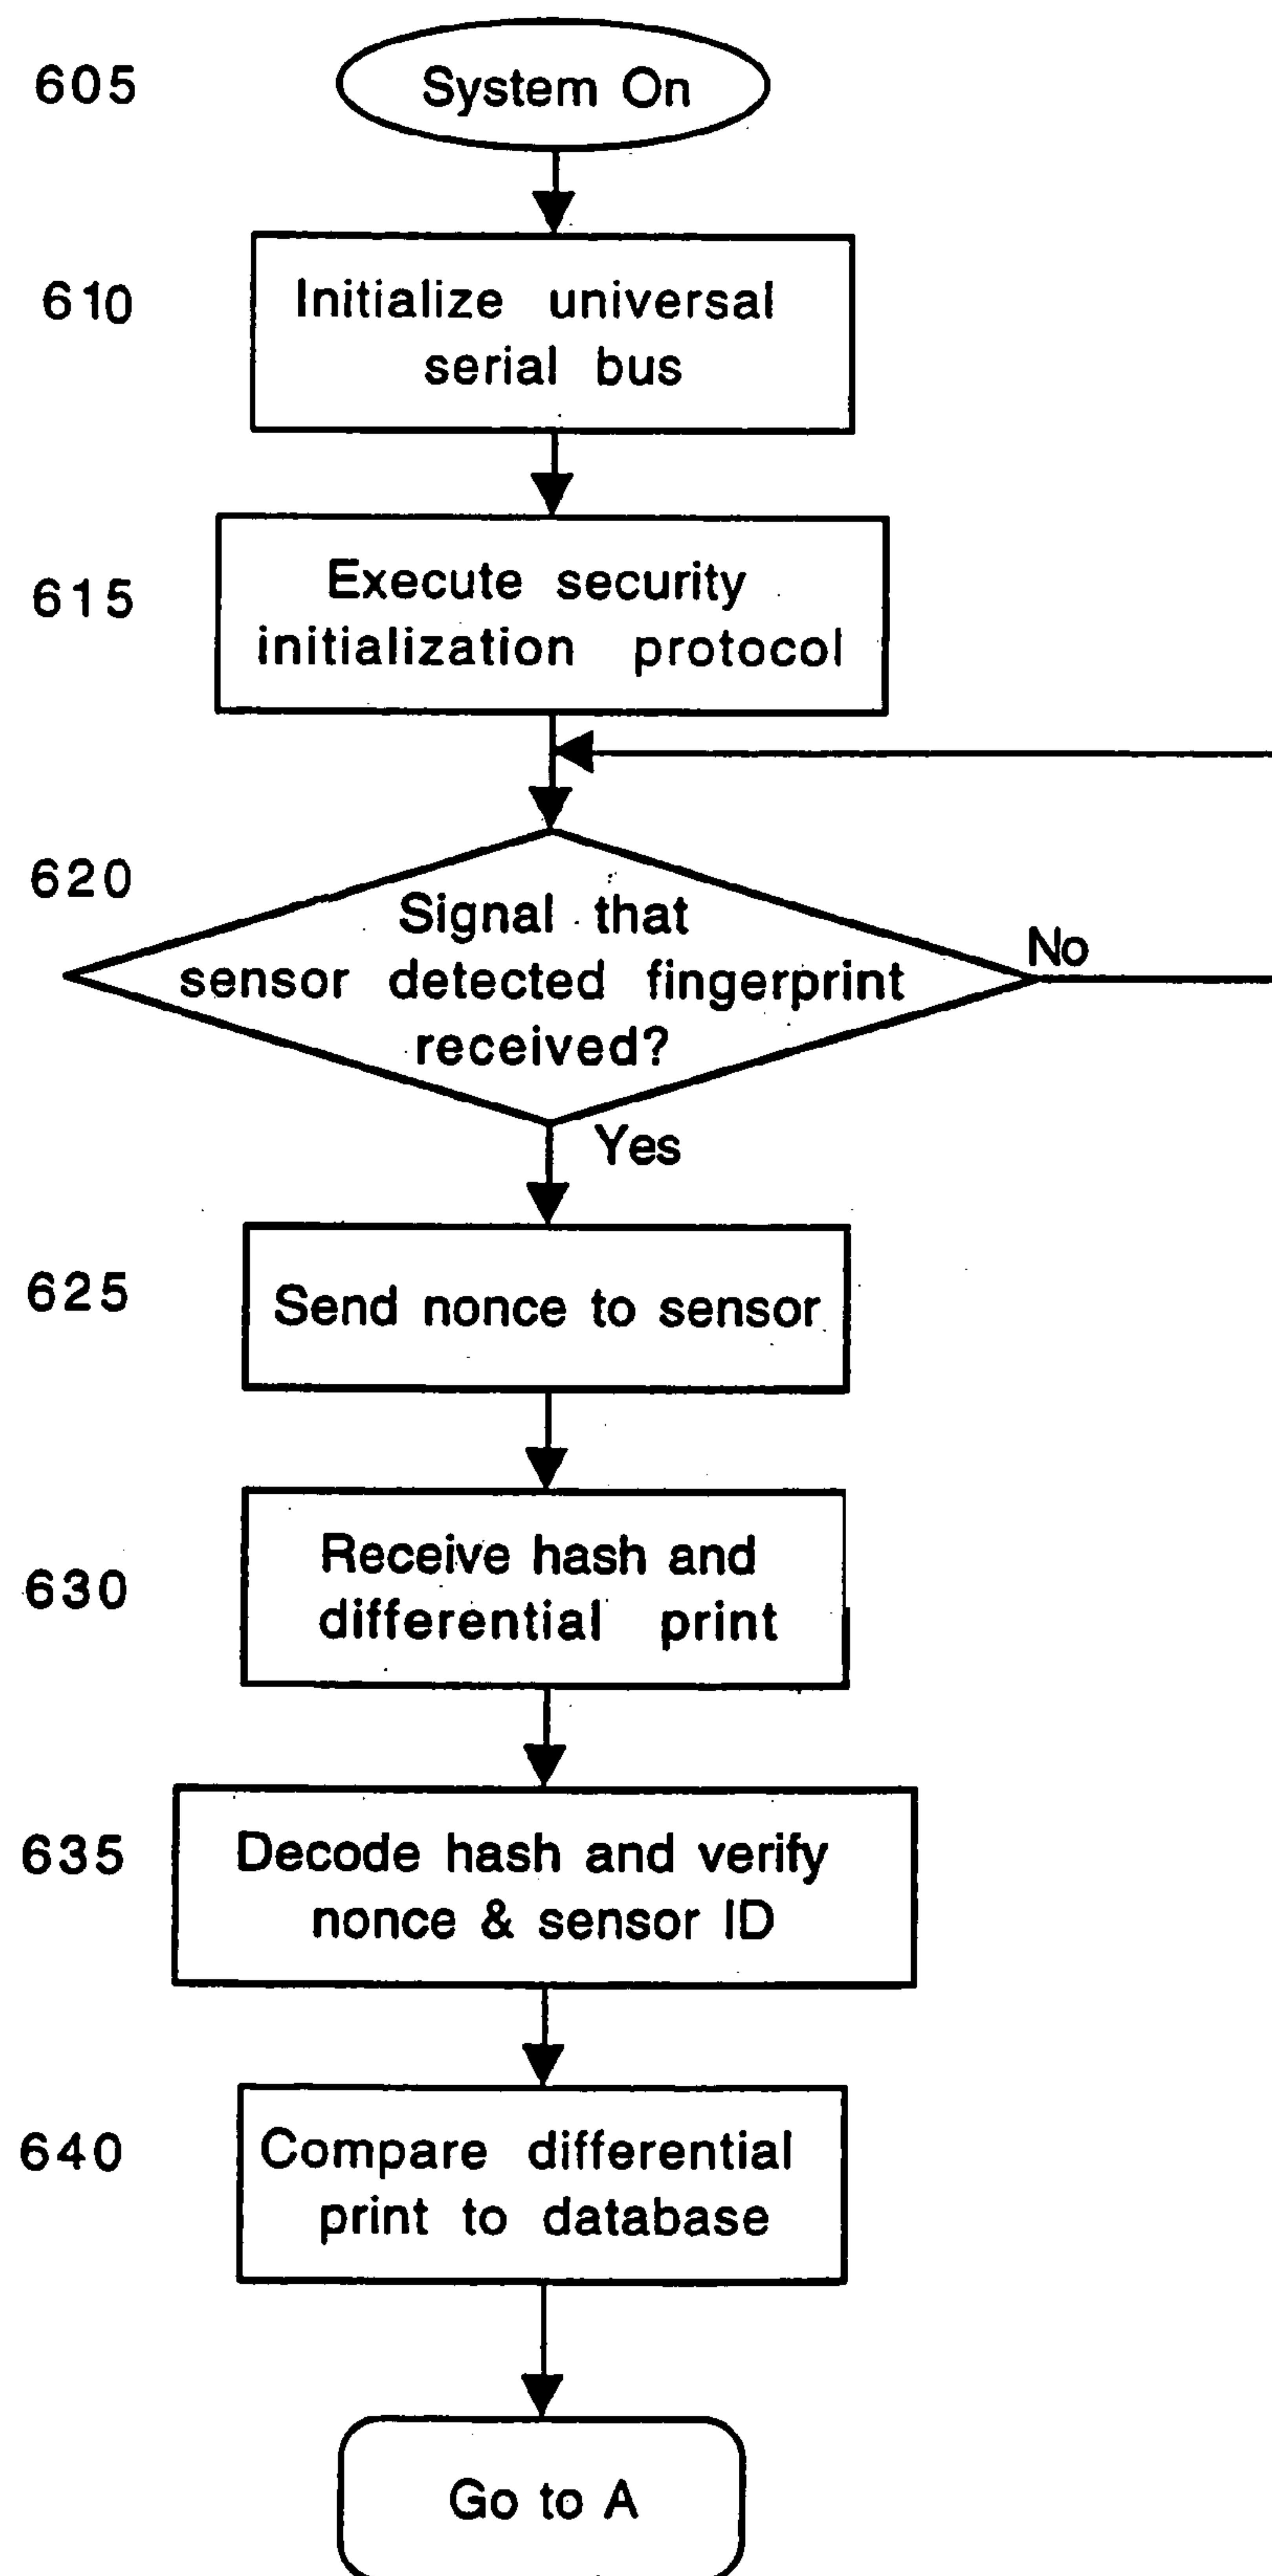 605
System On
610
Initialize universal
serial bus
615
Execute security
initialization protocol
620
Signal that
sensor detected fingerprint
received?
No
Yes
625
Send nonce to sensor
630
Receive hash and
differential print
635
Decode hash and verify
nonce & sensor ID
640
Compare differential
print to database
Go to A